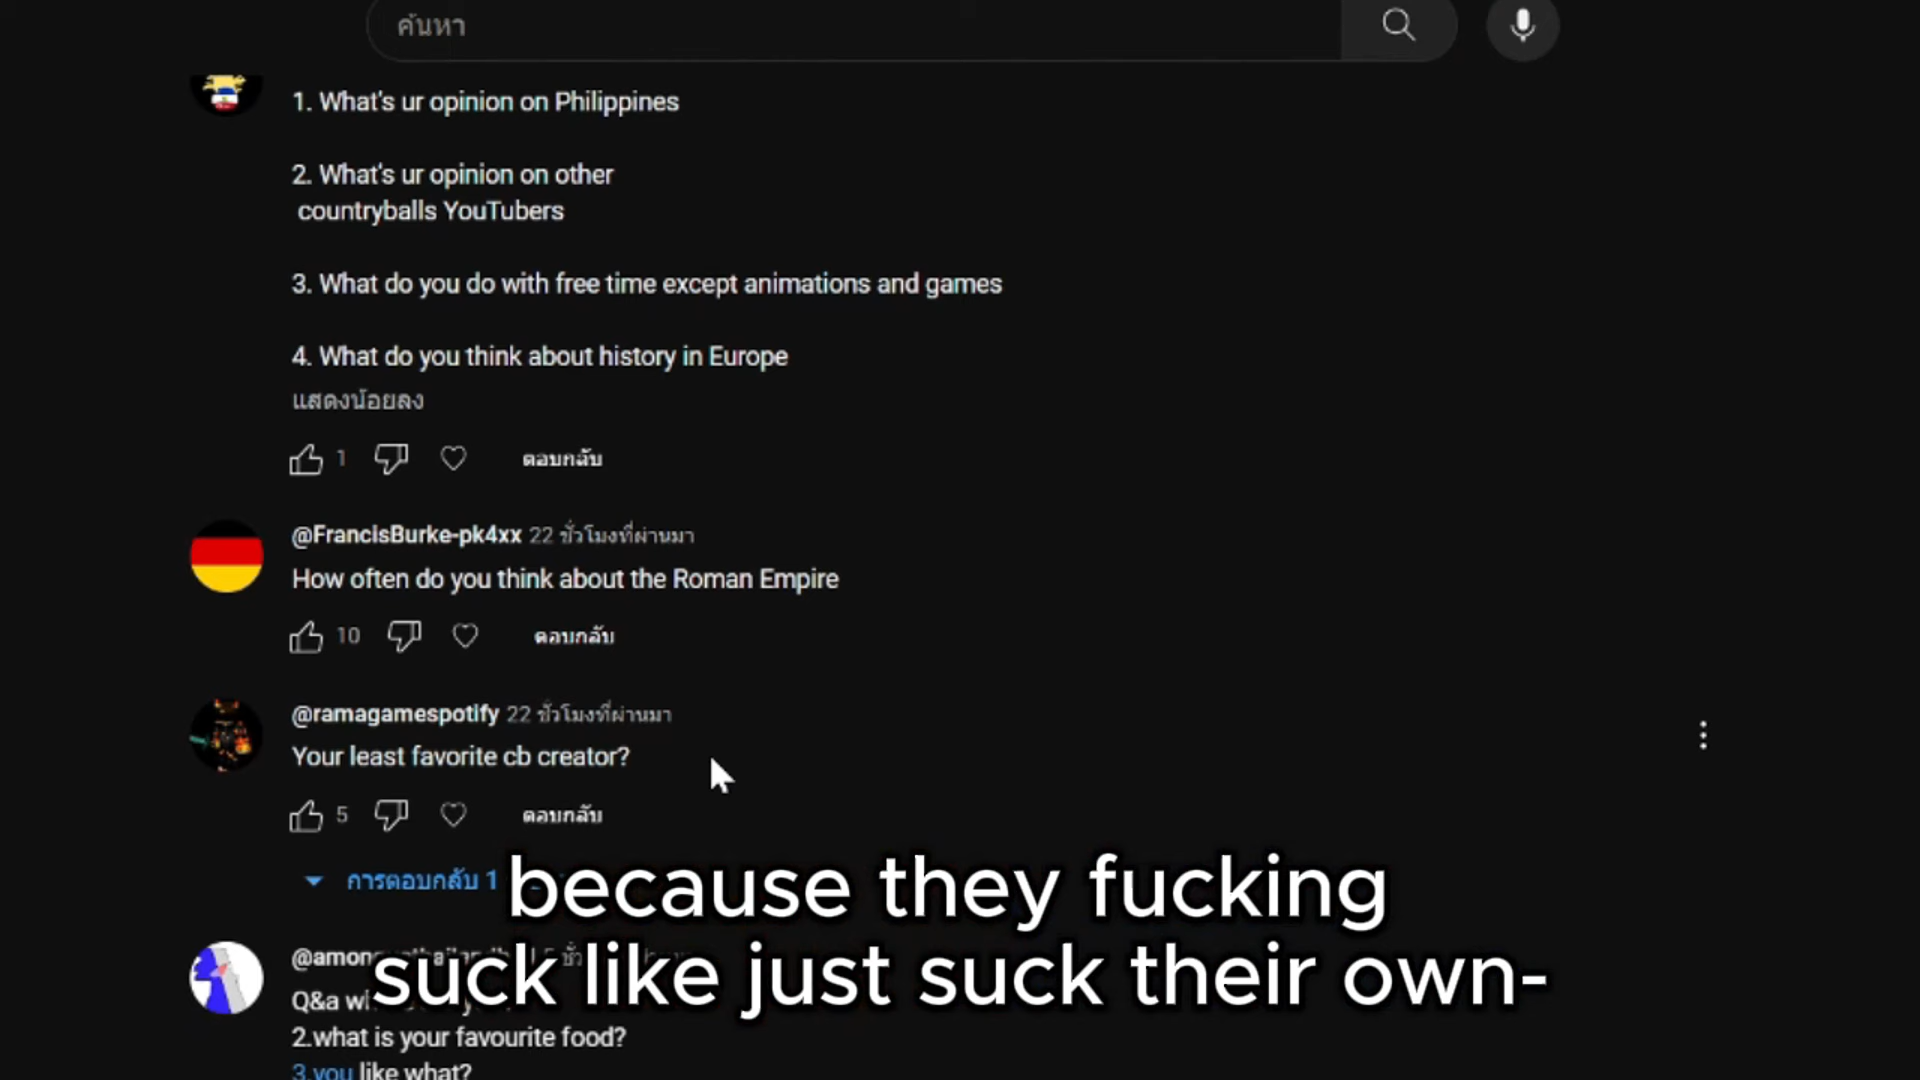 ค้นหา
1. What's ur opinion on Philippines
2. What's ur opinion on other
countryballs YouTubers
3. What do you do with free time except animations and games
4. What do you think about history in Europe
แสดงน้อยลง
1 ตอบกลับ
@FrancisBurke-pk4xx 22 ชั่วโมงที่ผ่านมา
How often do you think about the Roman Empire
10 ตอบกลับ
@ramagamespotify 22 ชั่วโมงที่ผ่านมา
Your least favorite cb creator?
5 ตอบกลับ
การตอบกลับ 1
because they fucking
suck like just suck their own-
Q&a
2.what is your favourite food?
3.you like what?